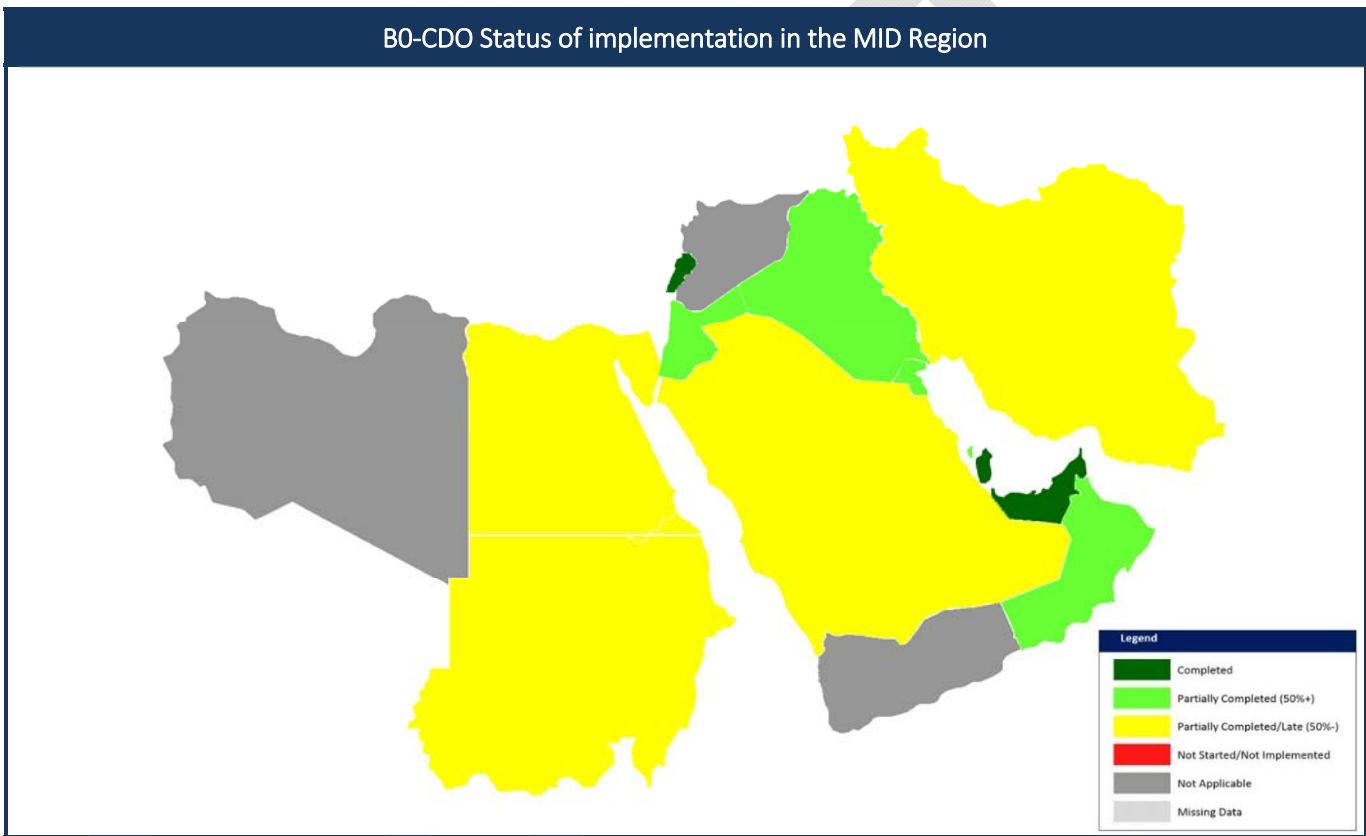 B0-CDO Status of implementation in the MID Region
Legend
Completed
Partially Completed (50%+)
Partially Completed/Late (50%-)
Not Started/Not Implemented
Not Applicable
Missing Data